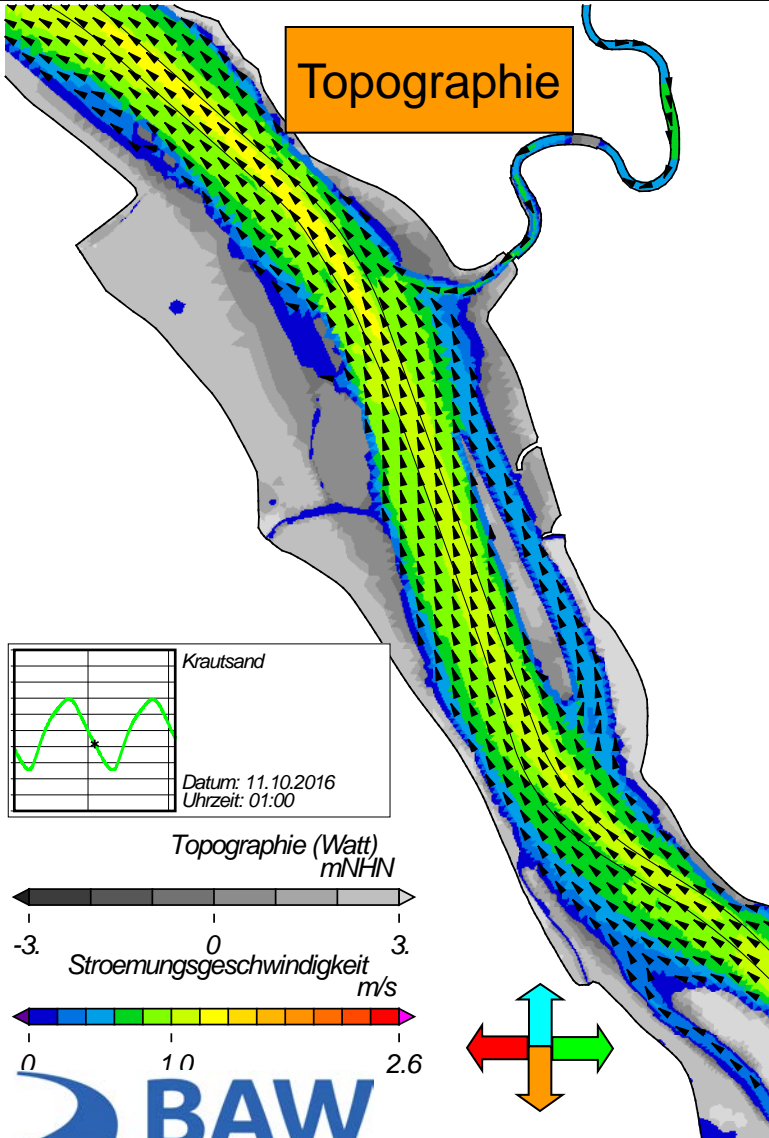 Topographie
Krautsand
Datum: 11.10.2016
Uhrzeit: 01:00
Topographie (Watt)
mNHN
-3. 0 3.
Stroemungsgeschwindigkeit
m/s
0 1.0 2.6
BAW